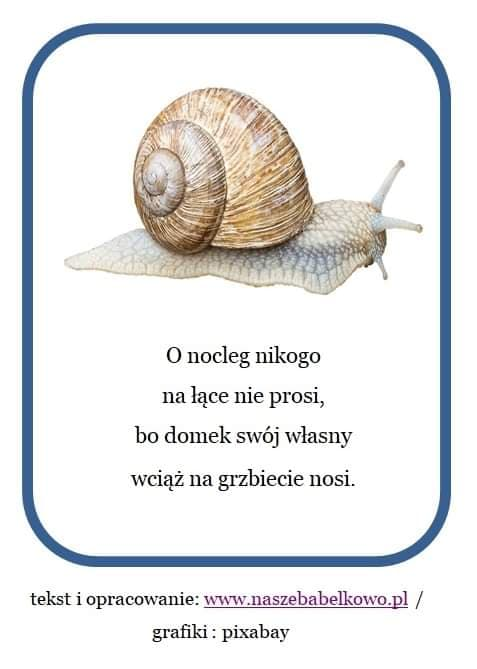 O nocleg nikogo
na łące nie prosi,
bo domek swój własny
wciąż na grzbiecie nosi.
tekst i opracowanie: www.naszebabelkowo.pl /
grafiki : pixabay